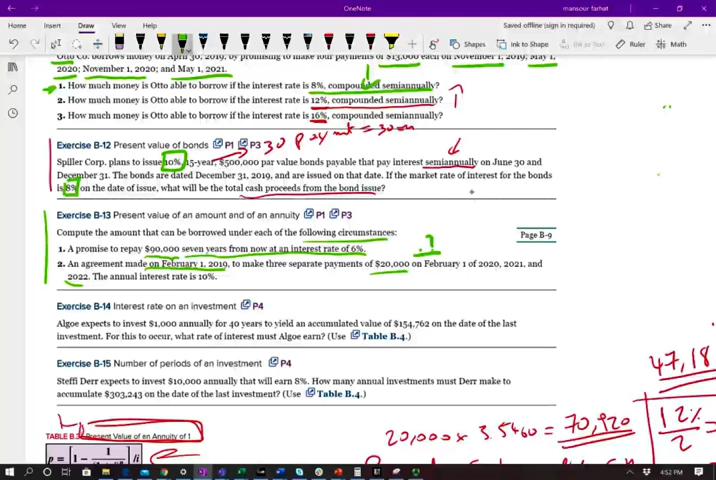 OneNote
mansour farhat
Home Insert Draw View Help
Saved offline (sign in required)
Share
Shapes Ink to Shape Ink to Text Ruler Math
Otto Co. borrows money on April 30, 2019, by promising to make four payments of $13,000 each on November 1, 2019; May 1,
2020; November 1, 2020; and May 1, 2021.
1. How much money is Otto able to borrow if the interest rate is 8%, compounded semiannually?
2. How much money is Otto able to borrow if the interest rate is 12%, compounded semiannually?
3. How much money is Otto able to borrow if the interest rate is 16%, compounded semiannually?
Exercise B-12 Present value of bonds P1 P3
30
Spiller Corp. plans to issue 10%, 15-year, $500,000 par value bonds payable that pay interest semiannually on June 30 and
December 31. The bonds are dated December 31, 2019, and are issued on that date. If the market rate of interest for the bonds
is 8% on the date of issue, what will be the total cash proceeds from the bond issue?
Exercise B-13 Present value of an amount and of an annuity P1 P3
Page B-9
Compute the amount that can be borrowed under each of the following circumstances:
1. A promise to repay $90,000 seven years from now at an interest rate of 6%.
.?
2. An agreement made on February 1, 2019, to make three separate payments of $20,000 on February 1 of 2020, 2021, and
2022. The annual interest rate is 10%.
Exercise B-14 Interest rate on an investment P4
Algoe expects to invest $1,000 annually for 40 years to yield an accumulated value of $154,762 on the date of the last
investment. For this to occur, what rate of interest must Algoe earn? (Use Table B.4.)
Exercise B-15 Number of periods of an investment P4
Steffi Derr expects to invest $10,000 annually that will earn 8%. How many annual investments must Derr make to
accumulate $303,243 on the date of the last investment? (Use Table B.4.)
47,18
TABLE B.3 Present Value of an Annuity of 1
20,000 x 3.5460 = 70,920
12%
2
=
p = [1 - 1 ]/i
4:52 PM